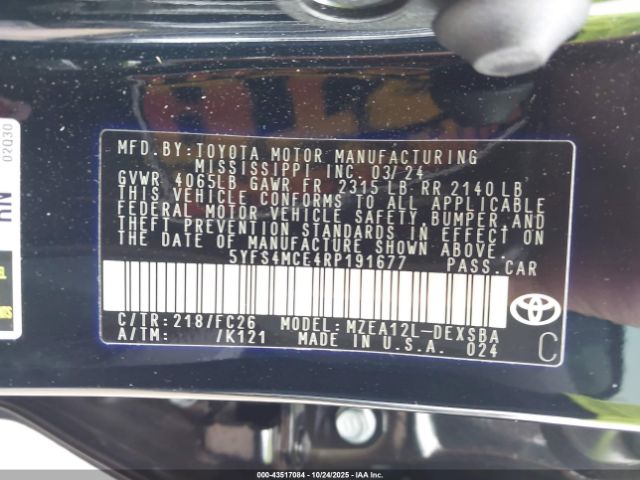 MFD.BY:TOYOTA MOTOR MANUFACTURING
MISSISSIPPI INC. 03/24
GVWR 4065LB GAWR FR 2315 LB RR 2140 LB
THIS VEHICLE CONFORMS TO ALL APPLICABLE
FEDERAL MOTOR VEHICLE SAFETY, BUMPER, AND
THEFT PREVENTION STANDARDS IN EFFECT ON
THE DATE OF MANUFACTURE SHOWN ABOVE.
5YFS4MCE4RP191677 PASS.CAR
C/TR:218/FC26 MODEL:MZEA12L-DEXSBA
A/TM: /K121 MADE IN U.S.A. 024
C
02Q30
00-43517084 - 10/24/2025 - COPYRIGHT IAA